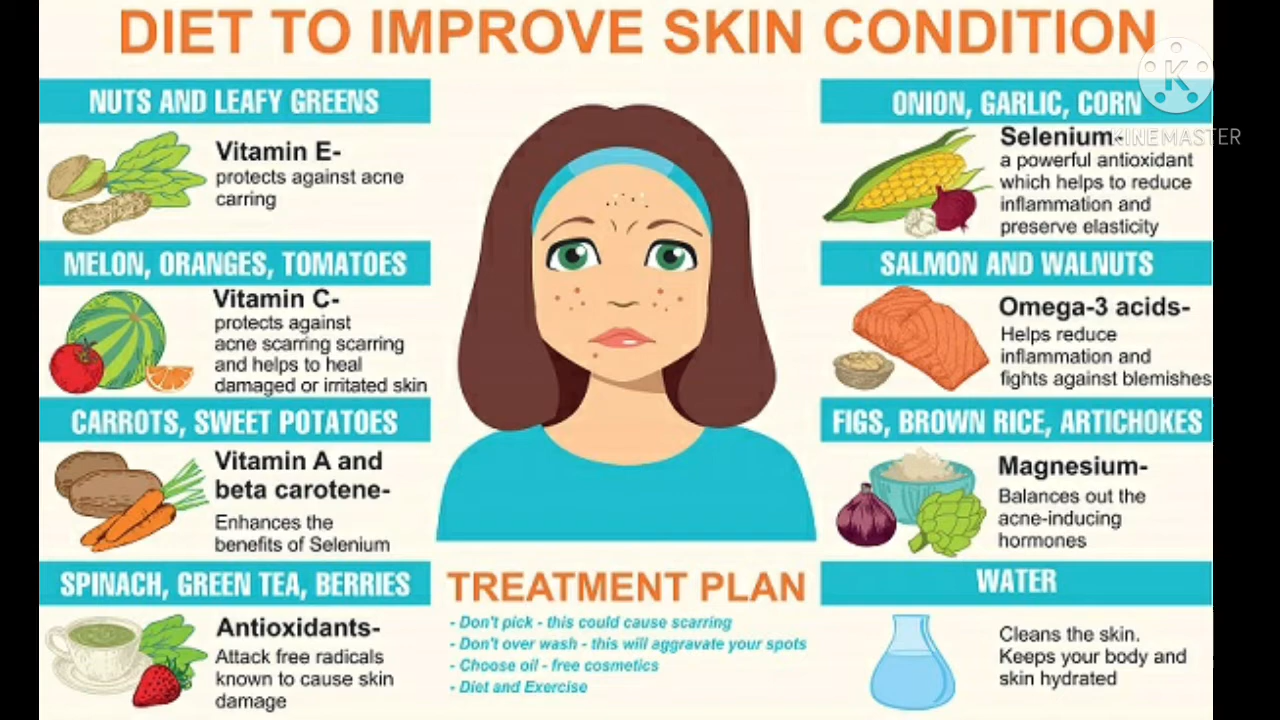 DIET TO IMPROVE SKIN CONDITION
K
KINEMASTER
NUTS AND LEAFY GREENS
Vitamin E-
protects against acne
carring
MELON, ORANGES, TOMATOES
Vitamin C-
protects against
acne scarring scarring
and helps to heal
damaged or irritated skin
CARROTS, SWEET POTATOES
Vitamin A and
beta carotene-
Enhances the
benefits of Selenium
SPINACH, GREEN TEA, BERRIES
Antioxidants-
Attack free radicals
known to cause skin
damage
TREATMENT PLAN
- Don't pick - this could cause scarring
- Don't over wash - this will aggravate your spots
- Choose oil - free cosmetics
- Diet and Exercise
ONION, GARLIC, CORN
Selenium-
a powerful antioxidant
which helps to reduce
inflammation and
preserve elasticity
SALMON AND WALNUTS
Omega-3 acids-
Helps reduce
inflammation and
fights against blemishes
FIGS, BROWN RICE, ARTICHOKES
Magnesium-
Balances out the
acne-inducing
hormones
WATER
Cleans the skin.
Keeps your body and
skin hydrated